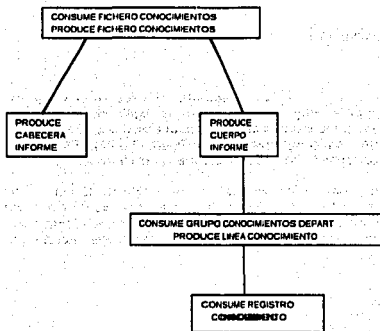 CONSUME FICHERO CONOCIMIENTOS
PRODUCE FICHERO CONOCIMIENTOS
PRODUCE
CABECERA
INFORME
PRODUCE
CUERPO
INFORME
CONSUME GRUPO CONOCIMIENTOS DEPART
PRODUCE LINEA CONOCIMIENTO
CONSUME REGISTRO
CONOCIMIENTO